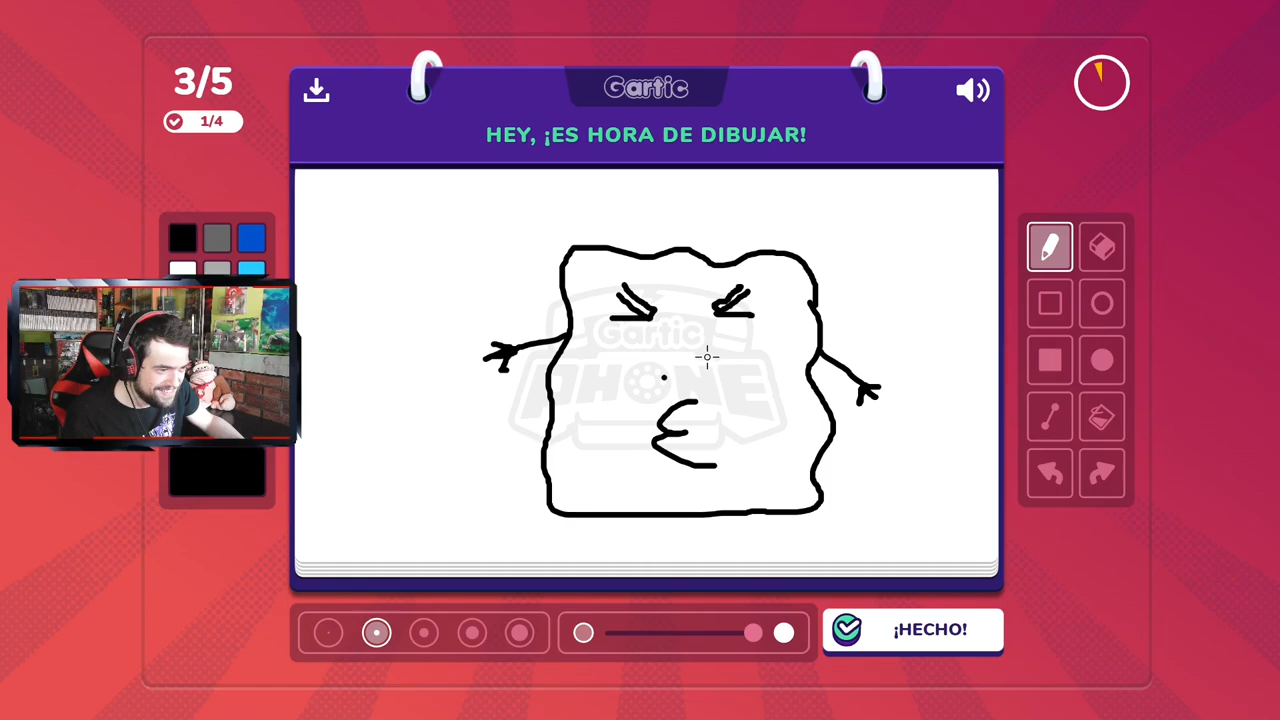 3/5
Gartic
1/4
HEY, ¡ES HORA DE DIBUJAR!
Gartic
PHONE
¡HECHO!